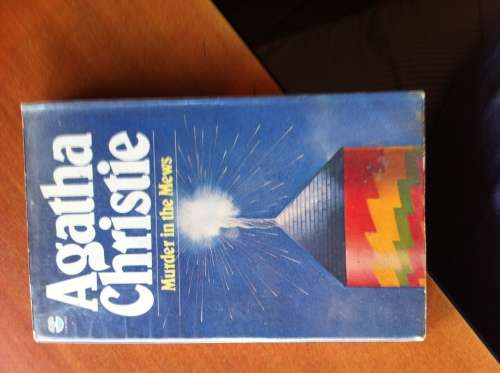 Agatha
Christie
Murder in the Mews